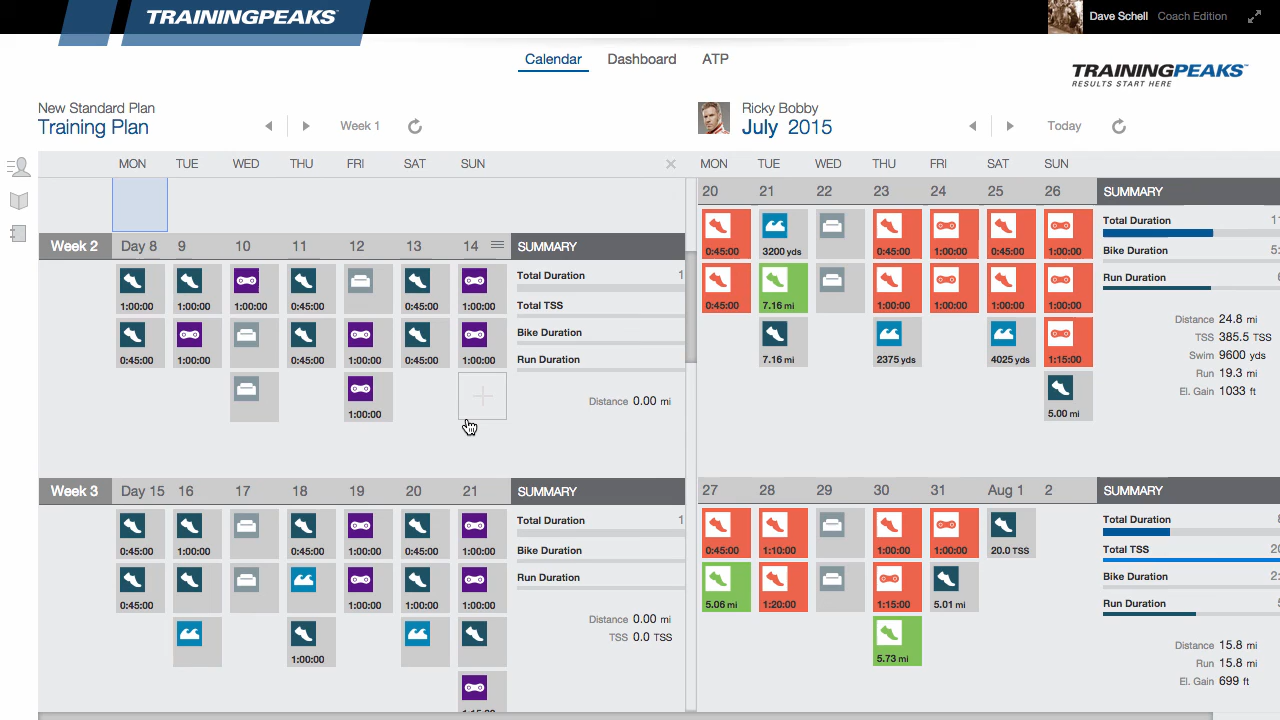 TRAININGPEAKS
Dave Schell Coach Edition
Calendar Dashboard ATP
TRAININGPEAKS
RESULTS START HERE
New Standard Plan
Training Plan
Week 1
Ricky Bobby
July 2015
Today
MON TUE WED THU FRI SAT SUN
MON TUE WED THU FRI SAT SUN
Week 2 Day 8 9 10 11 12 13 14 SUMMARY
1:00:00 1:00:00 1:00:00 0:45:00 0:45:00 1:00:00
0:45:00 1:00:00 0:45:00 1:00:00 0:45:00 1:00:00
1:00:00
Total Duration 1
Total TSS
Bike Duration
Run Duration
Distance 0.00 mi
Week 3 Day 15 16 17 18 19 20 21 SUMMARY
0:45:00 1:00:00 0:45:00 1:00:00 0:45:00 1:00:00
0:45:00 1:00:00 1:00:00 1:00:00
1:00:00
Total Duration 1
Bike Duration
Run Duration
Distance 0.00 mi
TSS 0.0 TSS
20 21 22 23 24 25 26 SUMMARY
0:45:00 3200 yds 0:45:00 1:00:00 0:45:00 1:00:00
0:45:00 7.16 mi 1:00:00 1:00:00 1:00:00 1:00:00
7.16 mi 2375 yds 4025 yds 1:15:00
5.00 mi
Total Duration
Bike Duration 5:
Run Duration
Distance 24.8 mi
TSS 385.5 TSS
Swim 9600 yds
Run 19.3 mi
El. Gain 1033 ft
27 28 29 30 31 Aug 1 2 SUMMARY
0:45:00 1:10:00 1:00:00 1:00:00 20.0 TSS
5.06 mi 1:20:00 1:15:00 5.01 mi
5.73 mi
Total Duration
Total TSS
Bike Duration 2:
Run Duration
Distance 15.8 mi
Run 15.8 mi
El. Gain 699 ft